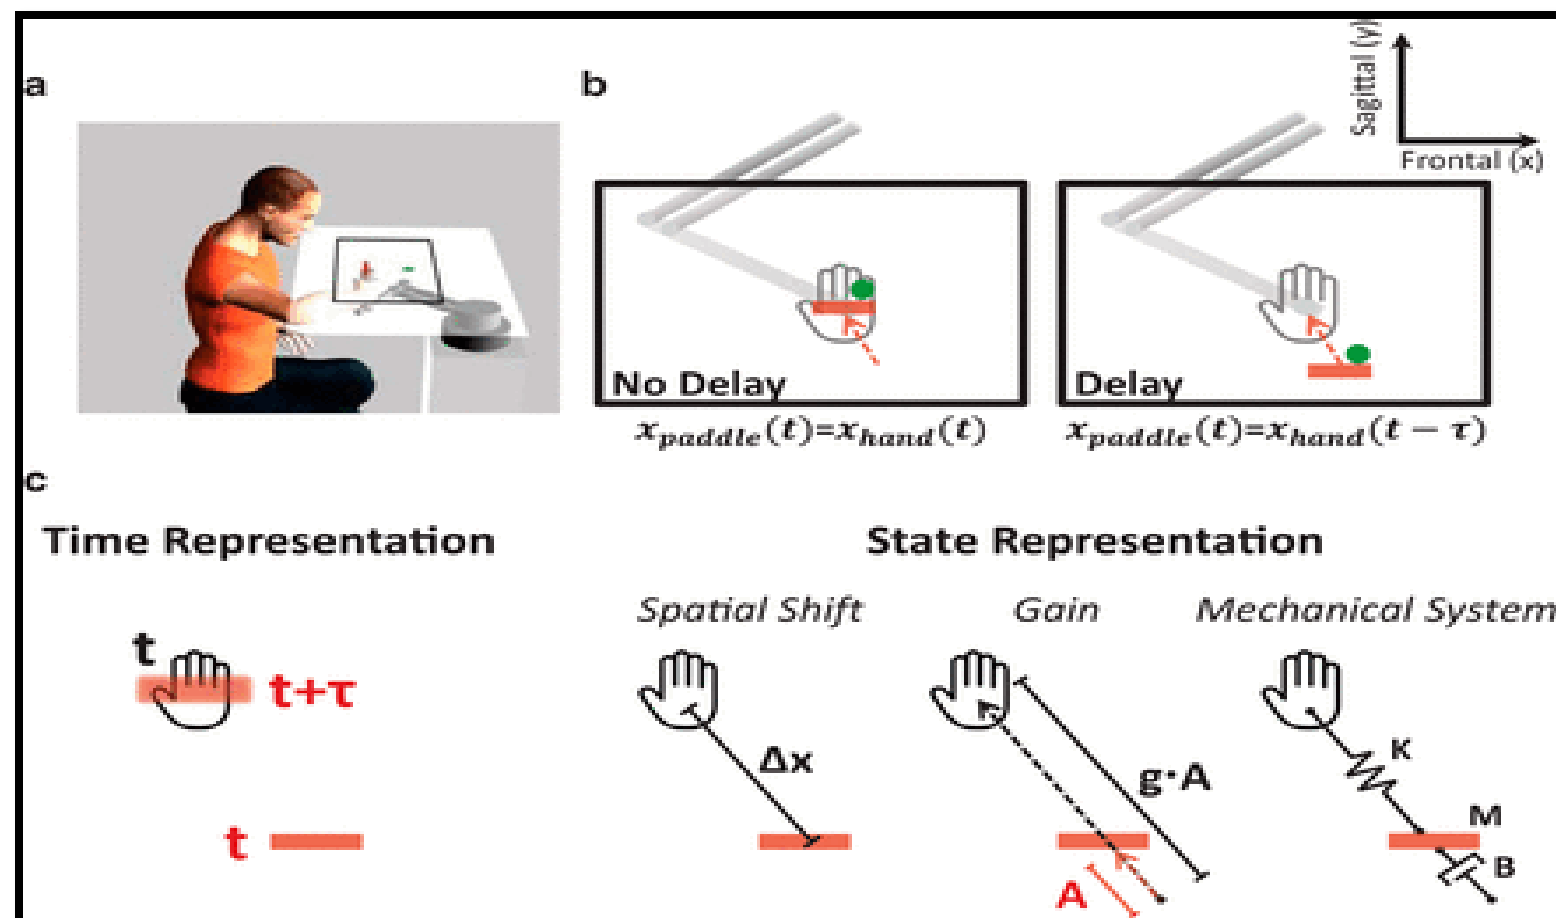 a
b
Sagittal (y)
Frontal (x)
No Delay
Delay
x_paddle(t)=x_hand(t)
x_paddle(t)=x_hand(t − τ)
c
Time Representation
State Representation
Spatial Shift
Gain
Mechanical System
t
t+τ
t
Δx
g·A
A
K
M
B